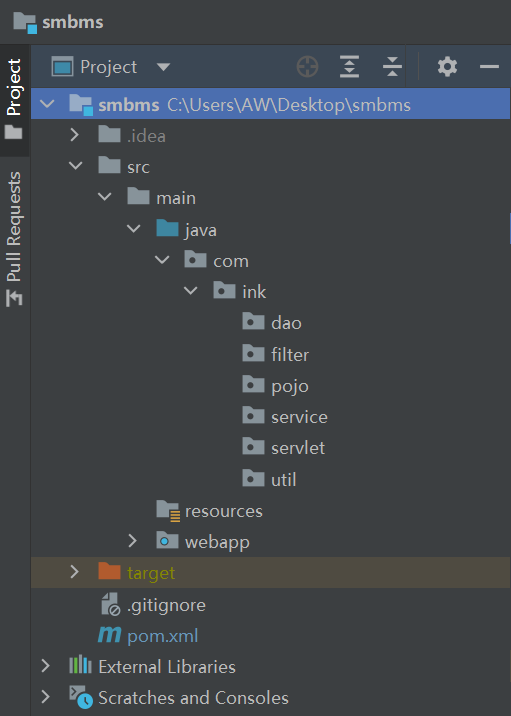 smbms
Project
Pull Requests
Project
smbms C:\Users\AW\Desktop\smbms
.idea
src
main
java
com
ink
dao
filter
pojo
service
servlet
util
resources
webapp
target
.gitignore
pom.xml
External Libraries
Scratches and Consoles